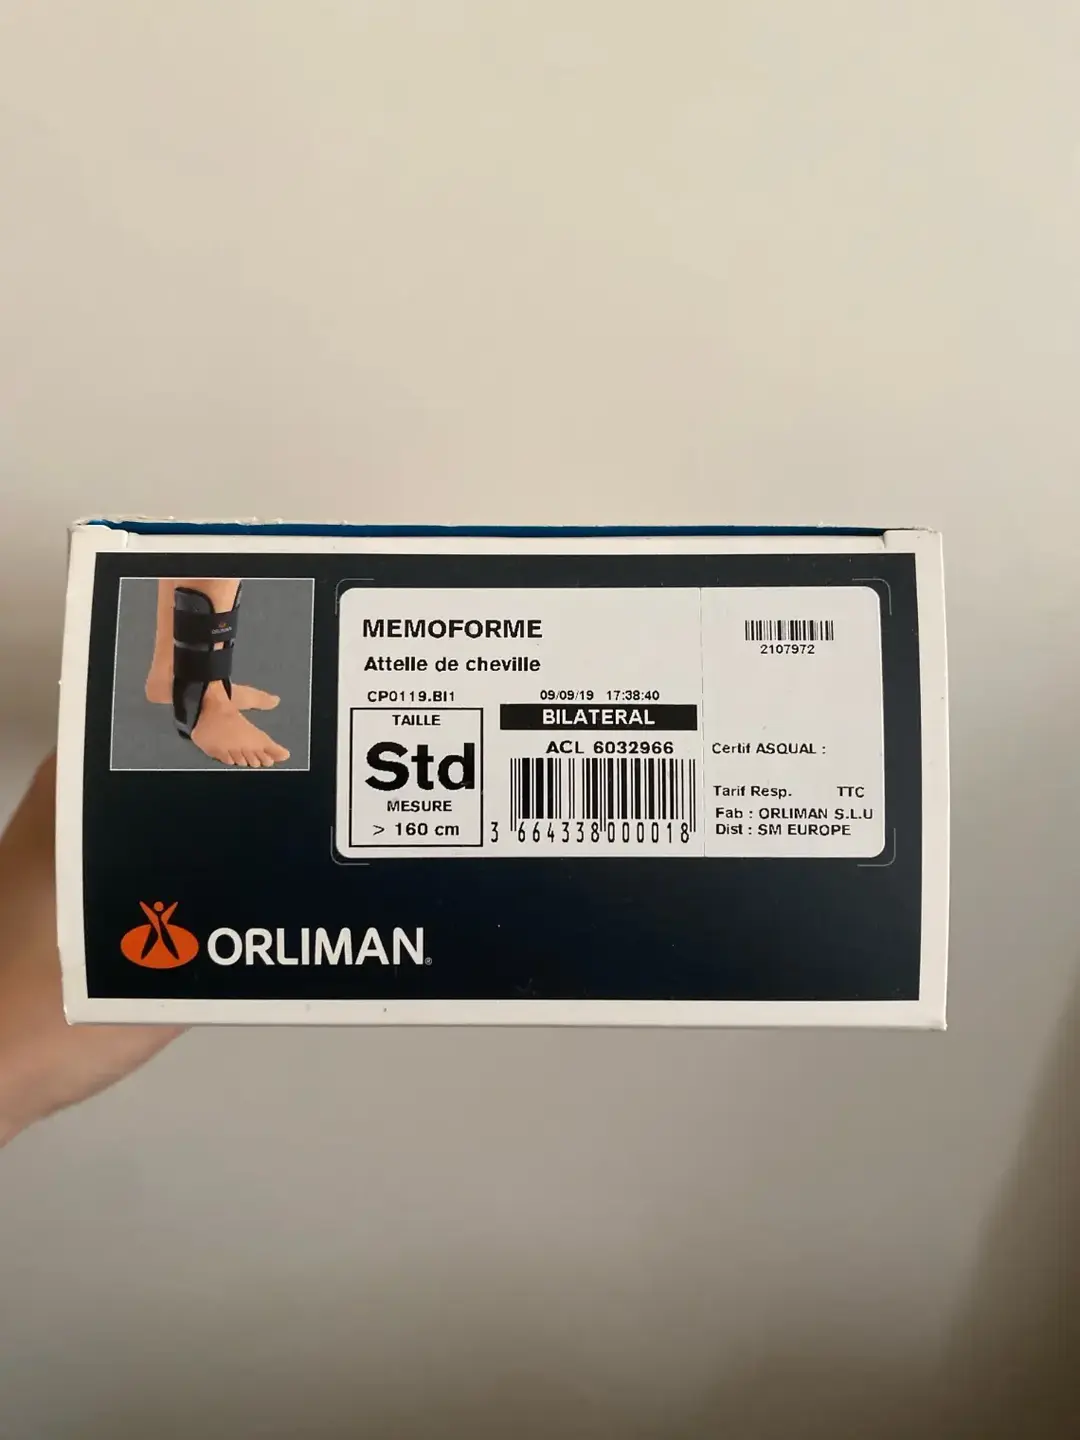 MEMOFORME
Attelle de cheville
CP0119.BI1
09/09/19 17:38:40
TAILLE
Std
MESURE
> 160 cm
BILATERAL
ACL 6032966
3 664338 000018
2107972
Certif ASQUAL :
Tarif Resp. TTC
Fab : ORLIMAN S.L.U
Dist : SM EUROPE
ORLIMAN
ORLIMAN®